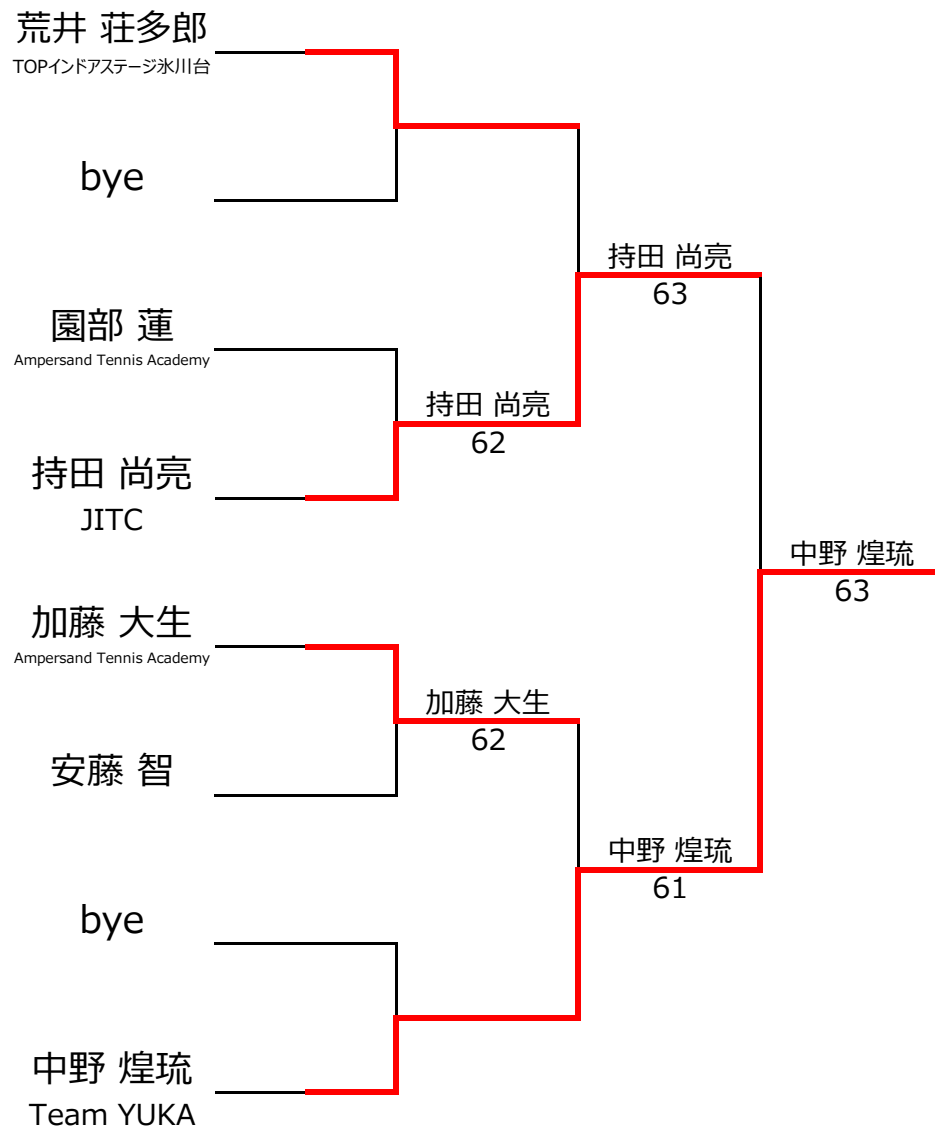 荒井 荘多郎
TOPインドアステージ氷川台
bye
園部 蓮
Ampersand Tennis Academy
持田 尚亮
JITC
加藤 大生
Ampersand Tennis Academy
安藤 智
bye
中野 煌琉
Team YUKA
持田 尚亮
62
加藤 大生
62
持田 尚亮
63
中野 煌琉
61
中野 煌琉
63